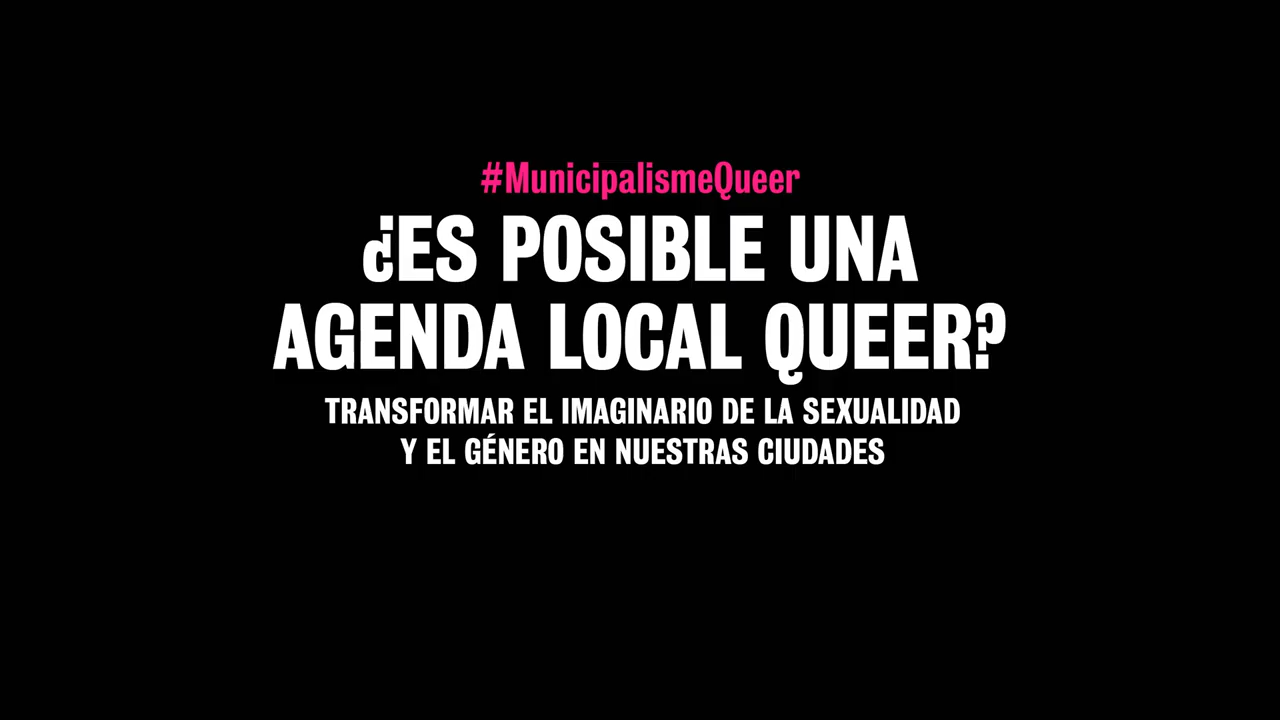 #MunicipalismeQueer
¿ES POSIBLE UNA
AGENDA LOCAL QUEER?
TRANSFORMAR EL IMAGINARIO DE LA SEXUALIDAD
Y EL GÉNERO EN NUESTRAS CIUDADES